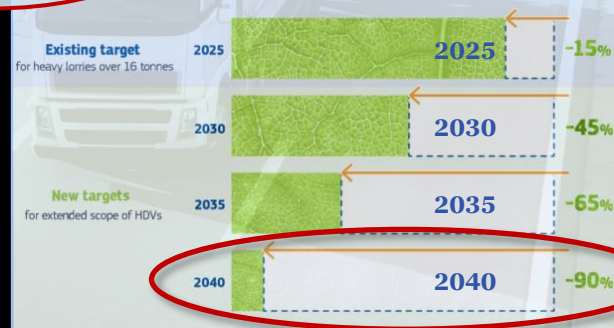 Existing target
for heavy lorries over 16 tonnes
2025 2025 -15%
2030 2030 -45%
New targets
for extended scope of HDVs
2035 2035 -65%
2040 2040 -90%